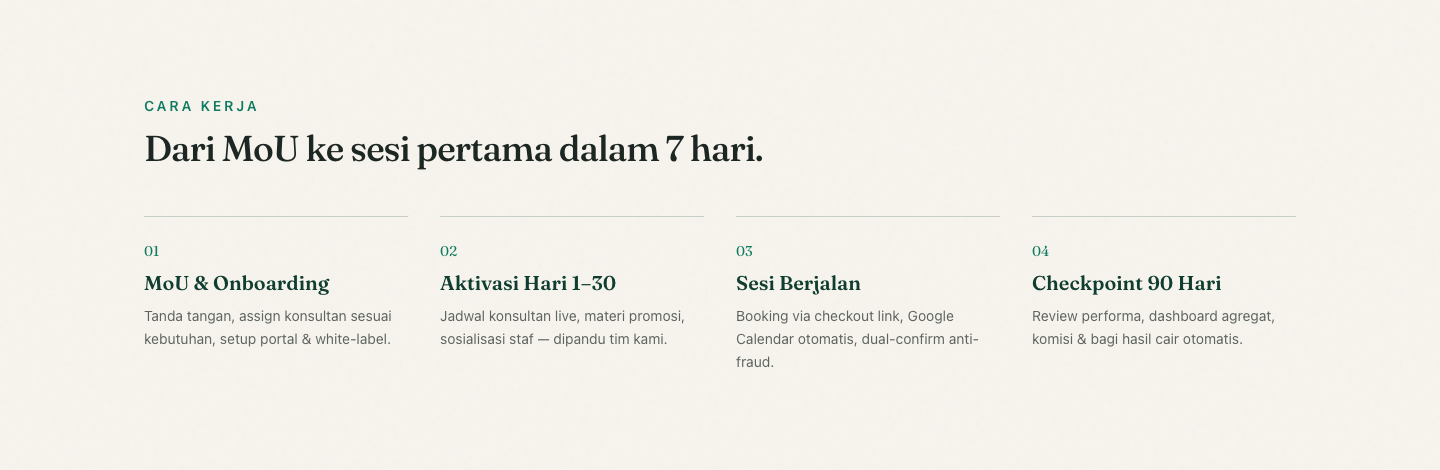 CARA KERJA
Dari MoU ke sesi pertama dalam 7 hari.
01
MoU & Onboarding
Tanda tangan, assign konsultan sesuai
kebutuhan, setup portal & white-label.
02
Aktivasi Hari 1–30
Jadwal konsultan live, materi promosi,
sosialisasi staf — dipandu tim kami.
03
Sesi Berjalan
Booking via checkout link, Google
Calendar otomatis, dual-confirm anti-
fraud.
04
Checkpoint 90 Hari
Review performa, dashboard agregat,
komisi & bagi hasil cair otomatis.